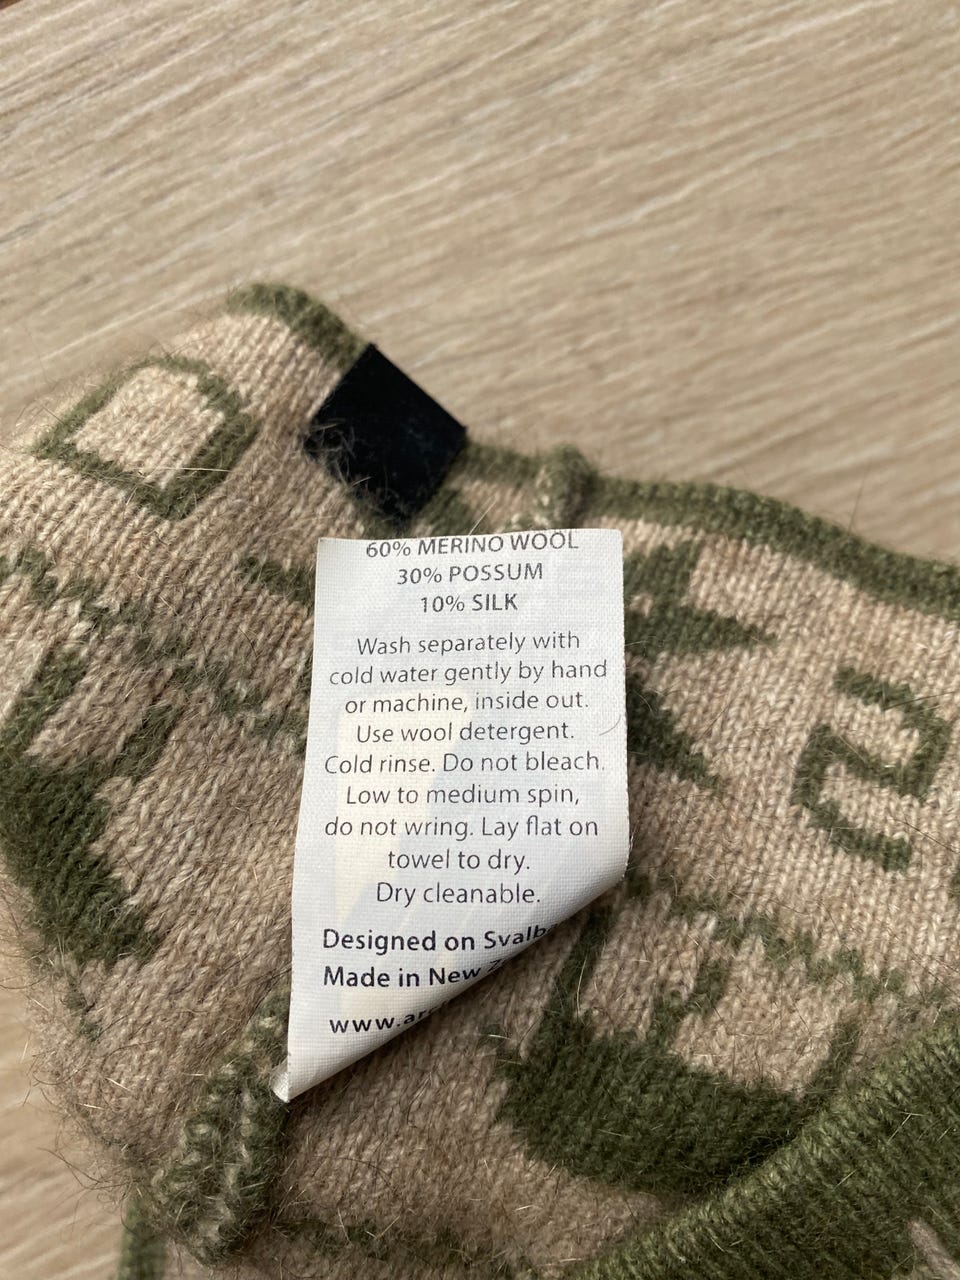 60% MERINO WOOL
30% POSSUM
10% SILK
Wash separately with
cold water gently by hand
or machine, inside out.
Use wool detergent.
Cold rinse. Do not bleach.
Low to medium spin,
do not wring. Lay flat on
towel to dry.
Dry cleanable.
Designed on
Made in New